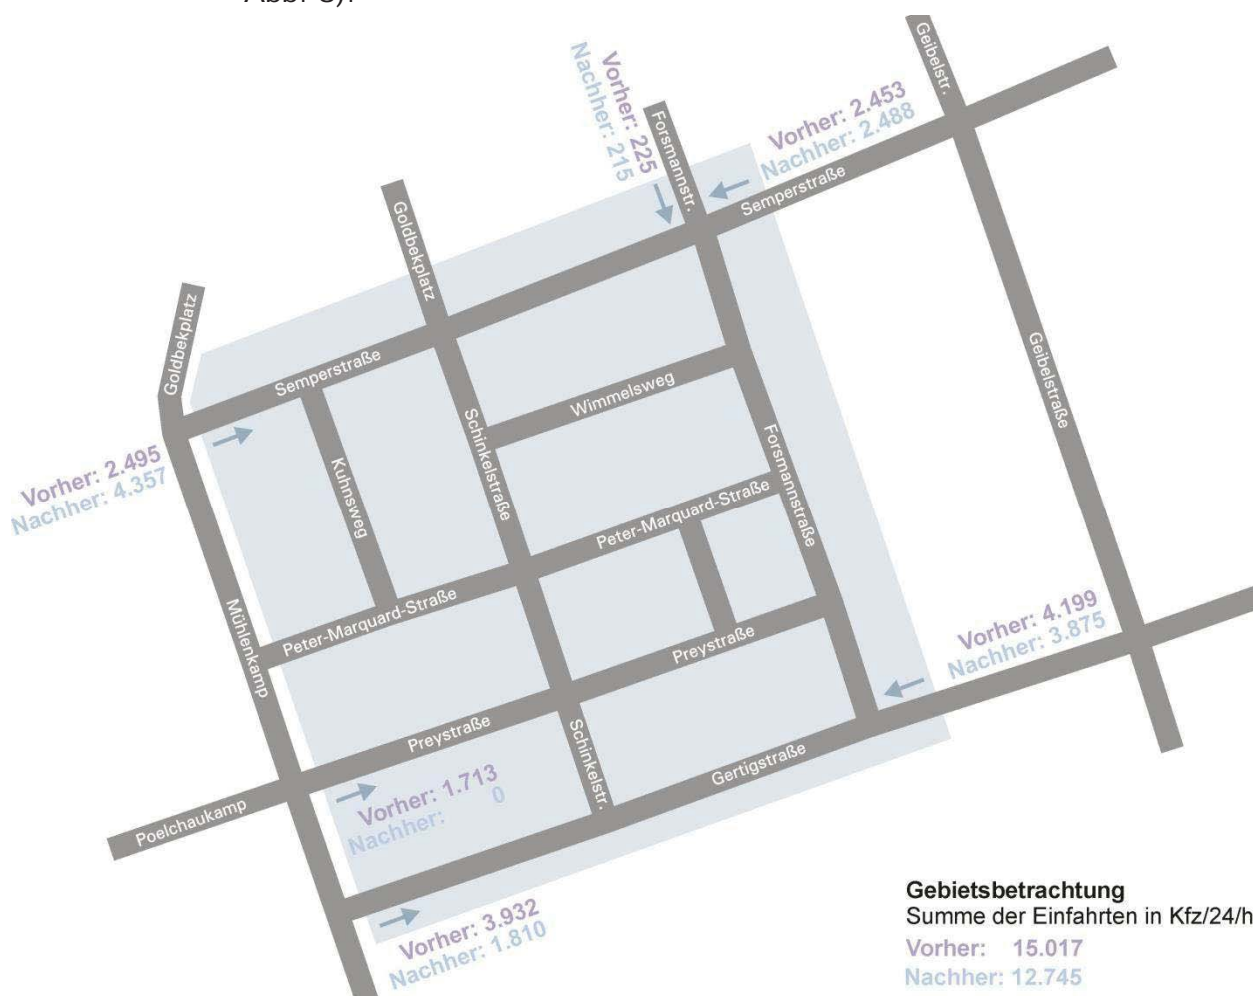 Abb. 3).
Geibelstr.
Vorher: 225
Nachher: 215
Forsmannstr.
Vorher: 2.453
Nachher: 2.488
Semperstraße
Goldbekplatz
Goldbekplatz
Semperstraße
Geibelstraße
Wimmelsweg
Schinkelstraße
Forsmannstraße
Vorher: 2.495
Nachher: 4.357
Kuhnsweg
Peter-Marquard-Straße
Peter-Marquard-Straße
Mühlenkamp
Vorher: 4.199
Nachher: 3.875
Preystraße
Preystraße
Schinkelstr.
Gertigstraße
Vorher: 1.713
Nachher: 0
Poelchaukamp
Vorher: 3.932
Nachher: 1.810
Gebietsbetrachtung
Summe der Einfahrten in Kfz/24/h
Vorher: 15.017
Nachher: 12.745